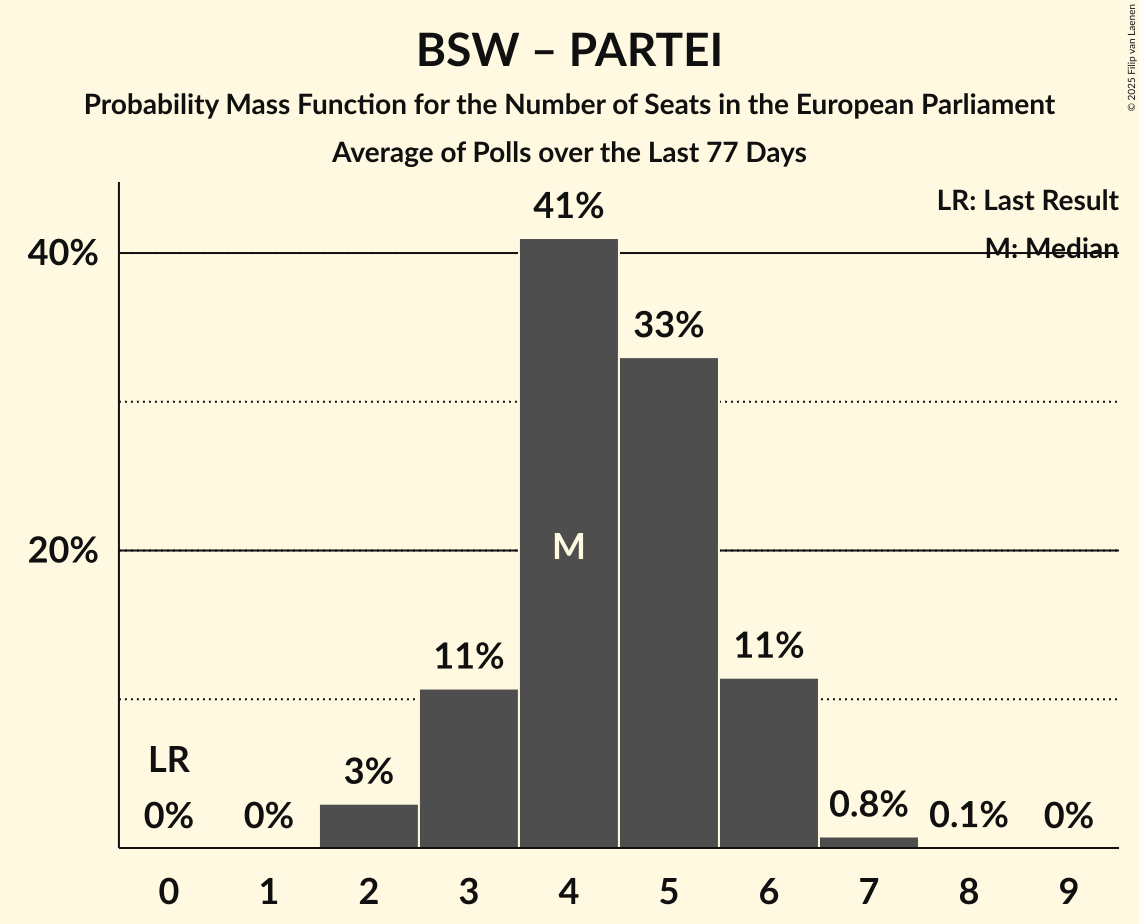 BSW – PARTEI
Probability Mass Function for the Number of Seats in the European Parliament
Average of Polls over the Last 77 Days
© 2025 Filip van Laenen
LR: Last Result
M: Median
40%
20%
41%
33%
M
11%
11%
LR
3%
0%
0%
0.8%
0.1%
0%
0 1 2 3 4 5 6 7 8 9